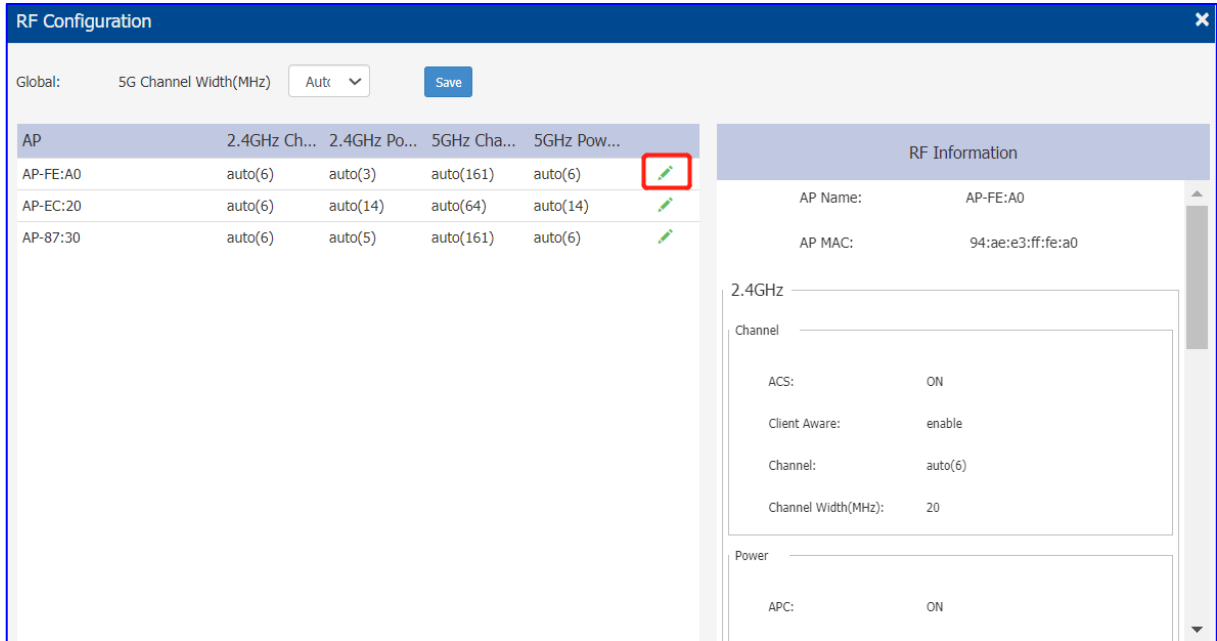 RF Configuration
Global: 5G Channel Width(MHz) Auto Save
AP 2.4GHz Ch... 2.4GHz Po... 5GHz Cha... 5GHz Pow...
AP-FE:A0 auto(6) auto(3) auto(161) auto(6)
AP-EC:20 auto(6) auto(14) auto(64) auto(14)
AP-87:30 auto(6) auto(5) auto(161) auto(6)
RF Information
AP Name: AP-FE:A0
AP MAC: 94:ae:e3:ff:fe:a0
2.4GHz
Channel
ACS: ON
Client Aware: enable
Channel: auto(6)
Channel Width(MHz): 20
Power
APC: ON